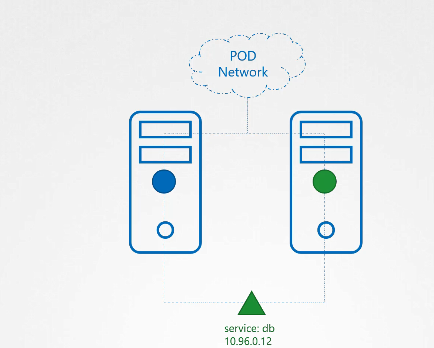 POD
Network
service: db
10.96.0.12